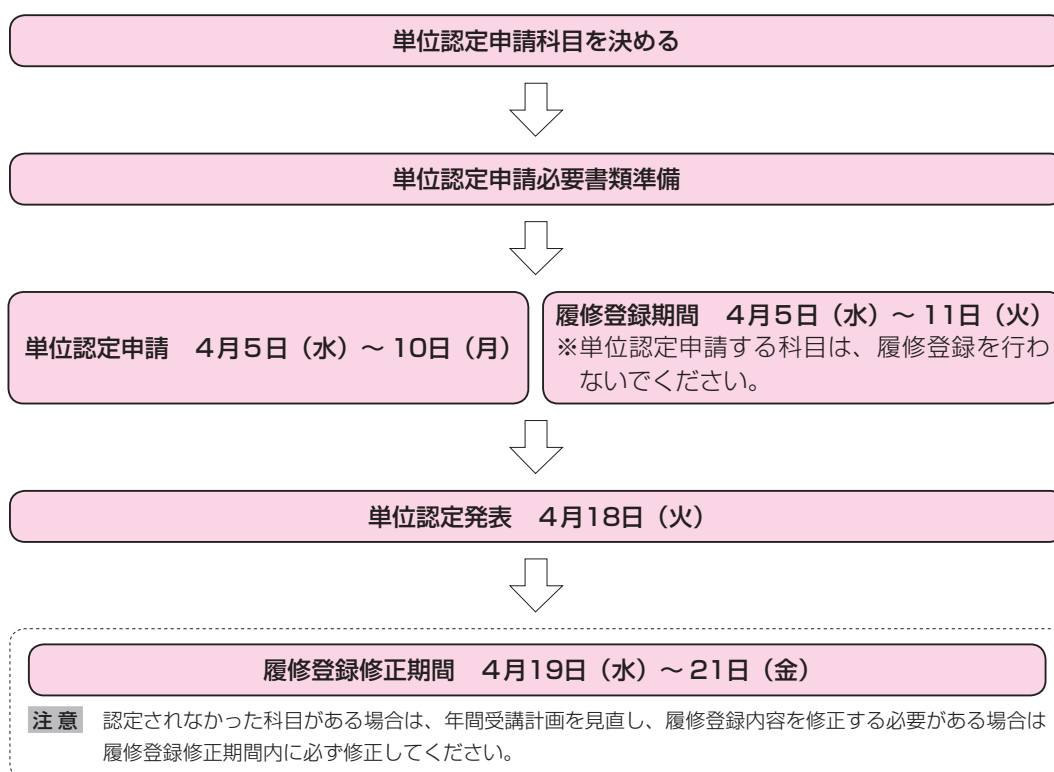 単位認定申請科目を決める
単位認定申請必要書類準備
単位認定申請　4月5日（水）～10日（月）
履修登録期間　4月5日（水）～11日（火）
※単位認定申請する科目は、履修登録を行わ
ないでください。
単位認定発表　4月18日（火）
履修登録修正期間　4月19日（水）～21日（金）
注意　認定されなかった科目がある場合は、年間受講計画を見直し、履修登録内容を修正する必要がある場合は
履修登録修正期間内に必ず修正してください。